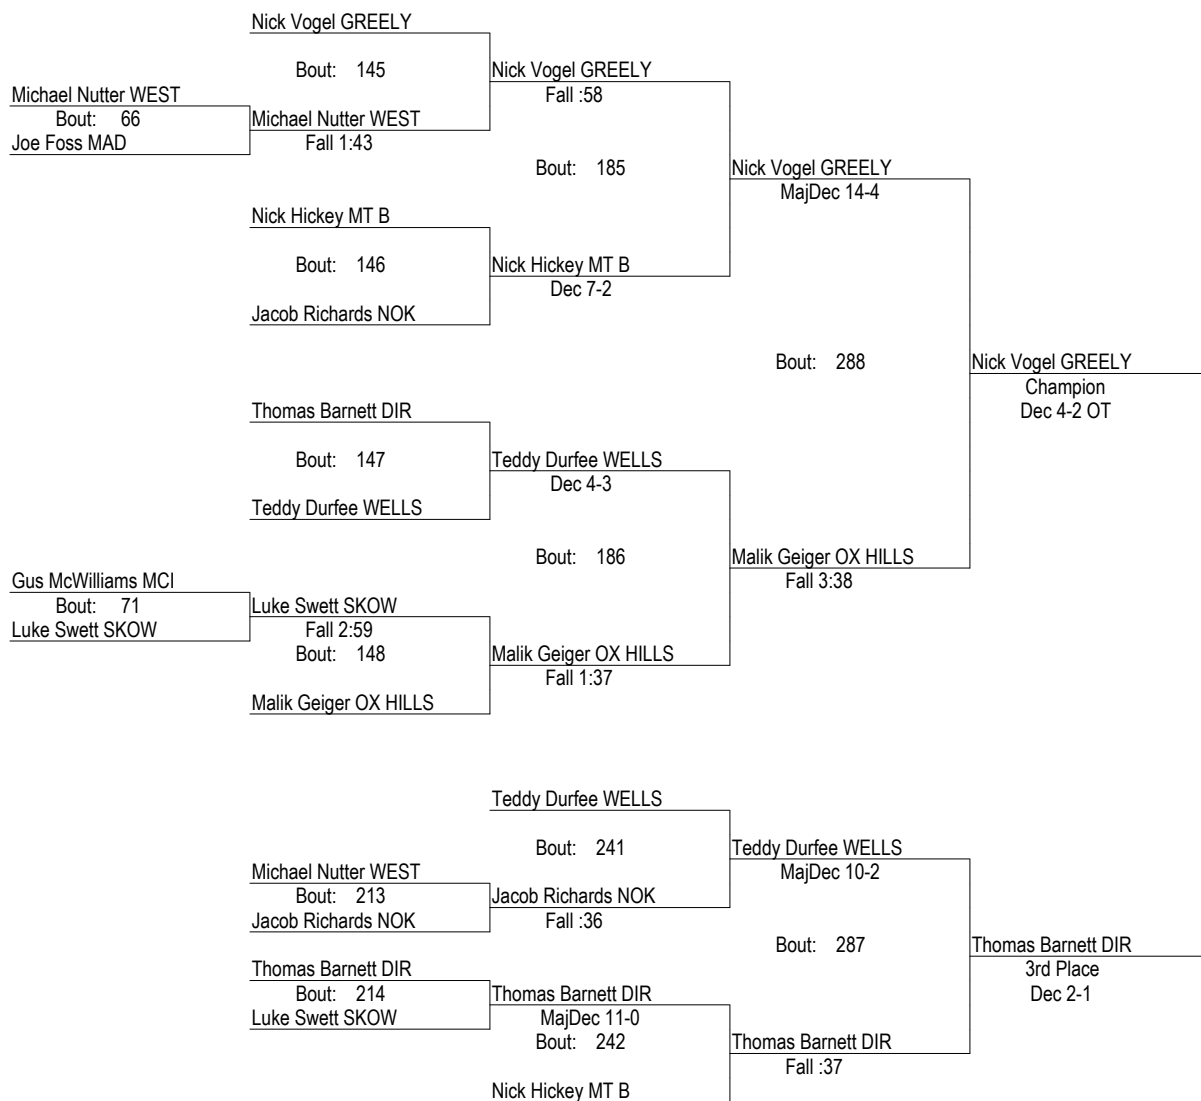 Nick Vogel GREELY
Bout: 145
Nick Vogel GREELY
Fall :58
Michael Nutter WEST
Bout: 66
Joe Foss MAD
Michael Nutter WEST
Fall 1:43
Bout: 185
Nick Vogel GREELY
MajDec 14-4
Nick Hickey MT B
Bout: 146
Nick Hickey MT B
Dec 7-2
Jacob Richards NOK
Bout: 288
Nick Vogel GREELY
Champion
Dec 4-2 OT
Thomas Barnett DIR
Bout: 147
Teddy Durfee WELLS
Dec 4-3
Teddy Durfee WELLS
Bout: 186
Malik Geiger OX HILLS
Fall 3:38
Gus McWilliams MCI
Bout: 71
Luke Swett SKOW
Luke Swett SKOW
Fall 2:59
Bout: 148
Malik Geiger OX HILLS
Fall 1:37
Malik Geiger OX HILLS
Teddy Durfee WELLS
Bout: 241
Teddy Durfee WELLS
MajDec 10-2
Michael Nutter WEST
Bout: 213
Jacob Richards NOK
Jacob Richards NOK
Fall :36
Bout: 287
Thomas Barnett DIR
3rd Place
Dec 2-1
Thomas Barnett DIR
Bout: 214
Luke Swett SKOW
Thomas Barnett DIR
MajDec 11-0
Bout: 242
Thomas Barnett DIR
Fall :37
Nick Hickey MT B